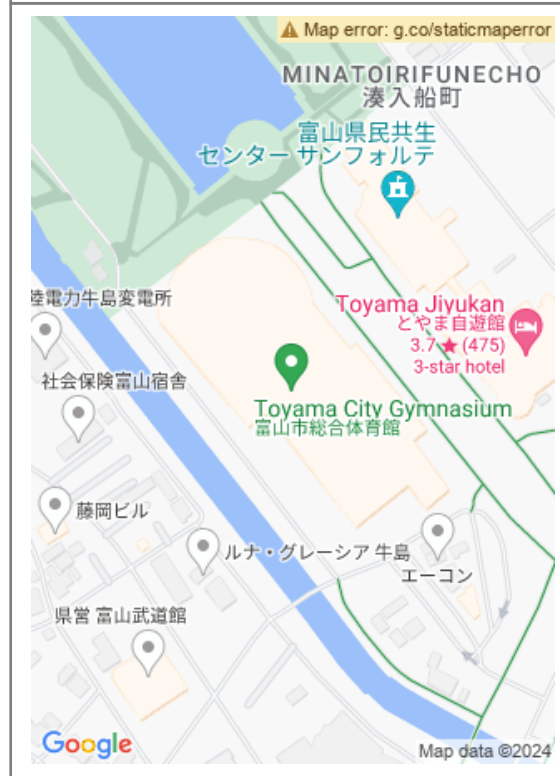 Map error: g.co/staticmaperror
MINATOIRIFUNECHO
湊入船町
富山県民共生
センター サンフォルテ
陸電力牛島変電所
Toyama Jiyukan
とやま自遊館
3.7★ (475)
3-star hotel
社会保険富山宿舎
Toyama City Gymnasium
富山市総合体育館
藤岡ビル
ルナ・グレーシア 牛島
エーコン
県営 富山武道館
Google
Map data ©2024